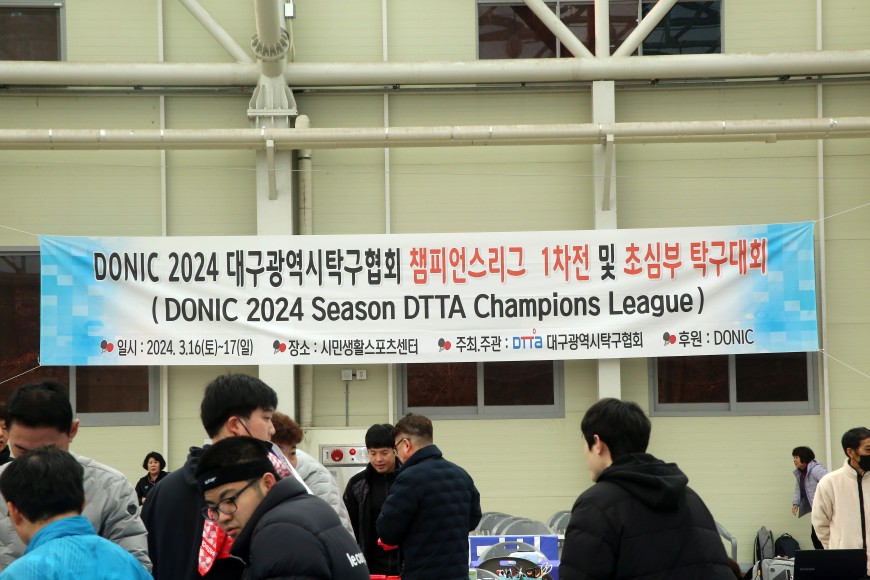 DONIC 2024 대구광역시탁구협회 챔피언스리그 1차전 및 초심부 탁구대회
(DONIC 2024 Season DTTA Champions League)
일시 : 2024. 3.16(토)~17(일) 장소 : 시민생활스포츠센터 주최.주관 : DTTa 대구광역시탁구협회 후원 : DONIC
le co